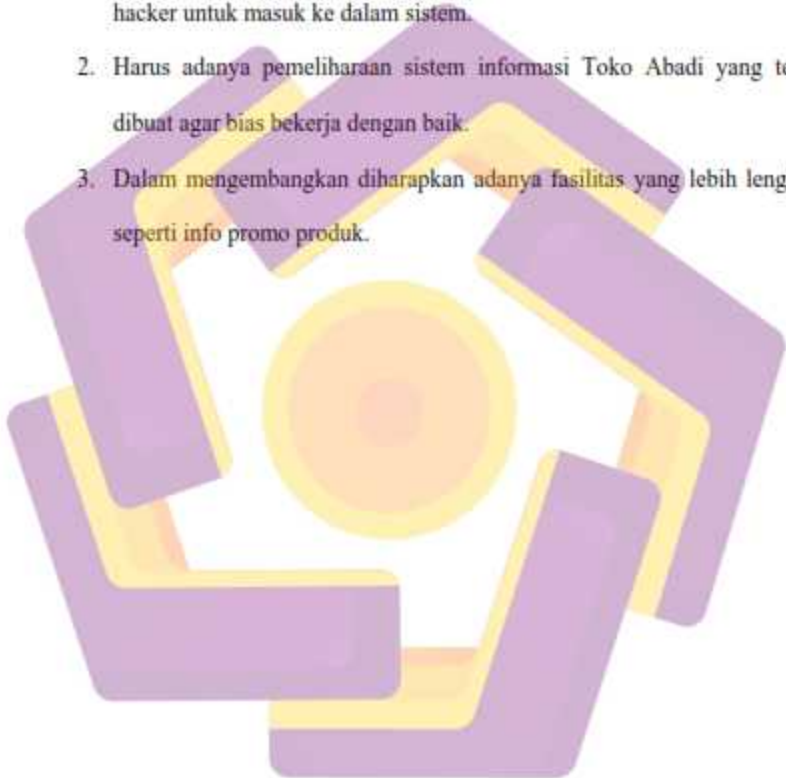 hacker untuk masuk ke dalam sistem.
2. Harus adanya pemeliharaan sistem informasi Toko Abadi yang
dibuat agar bias bekerja dengan baik.
3. Dalam mengembangkan diharapkan adanya fasilitas yang lebih
seperti info promo produk.